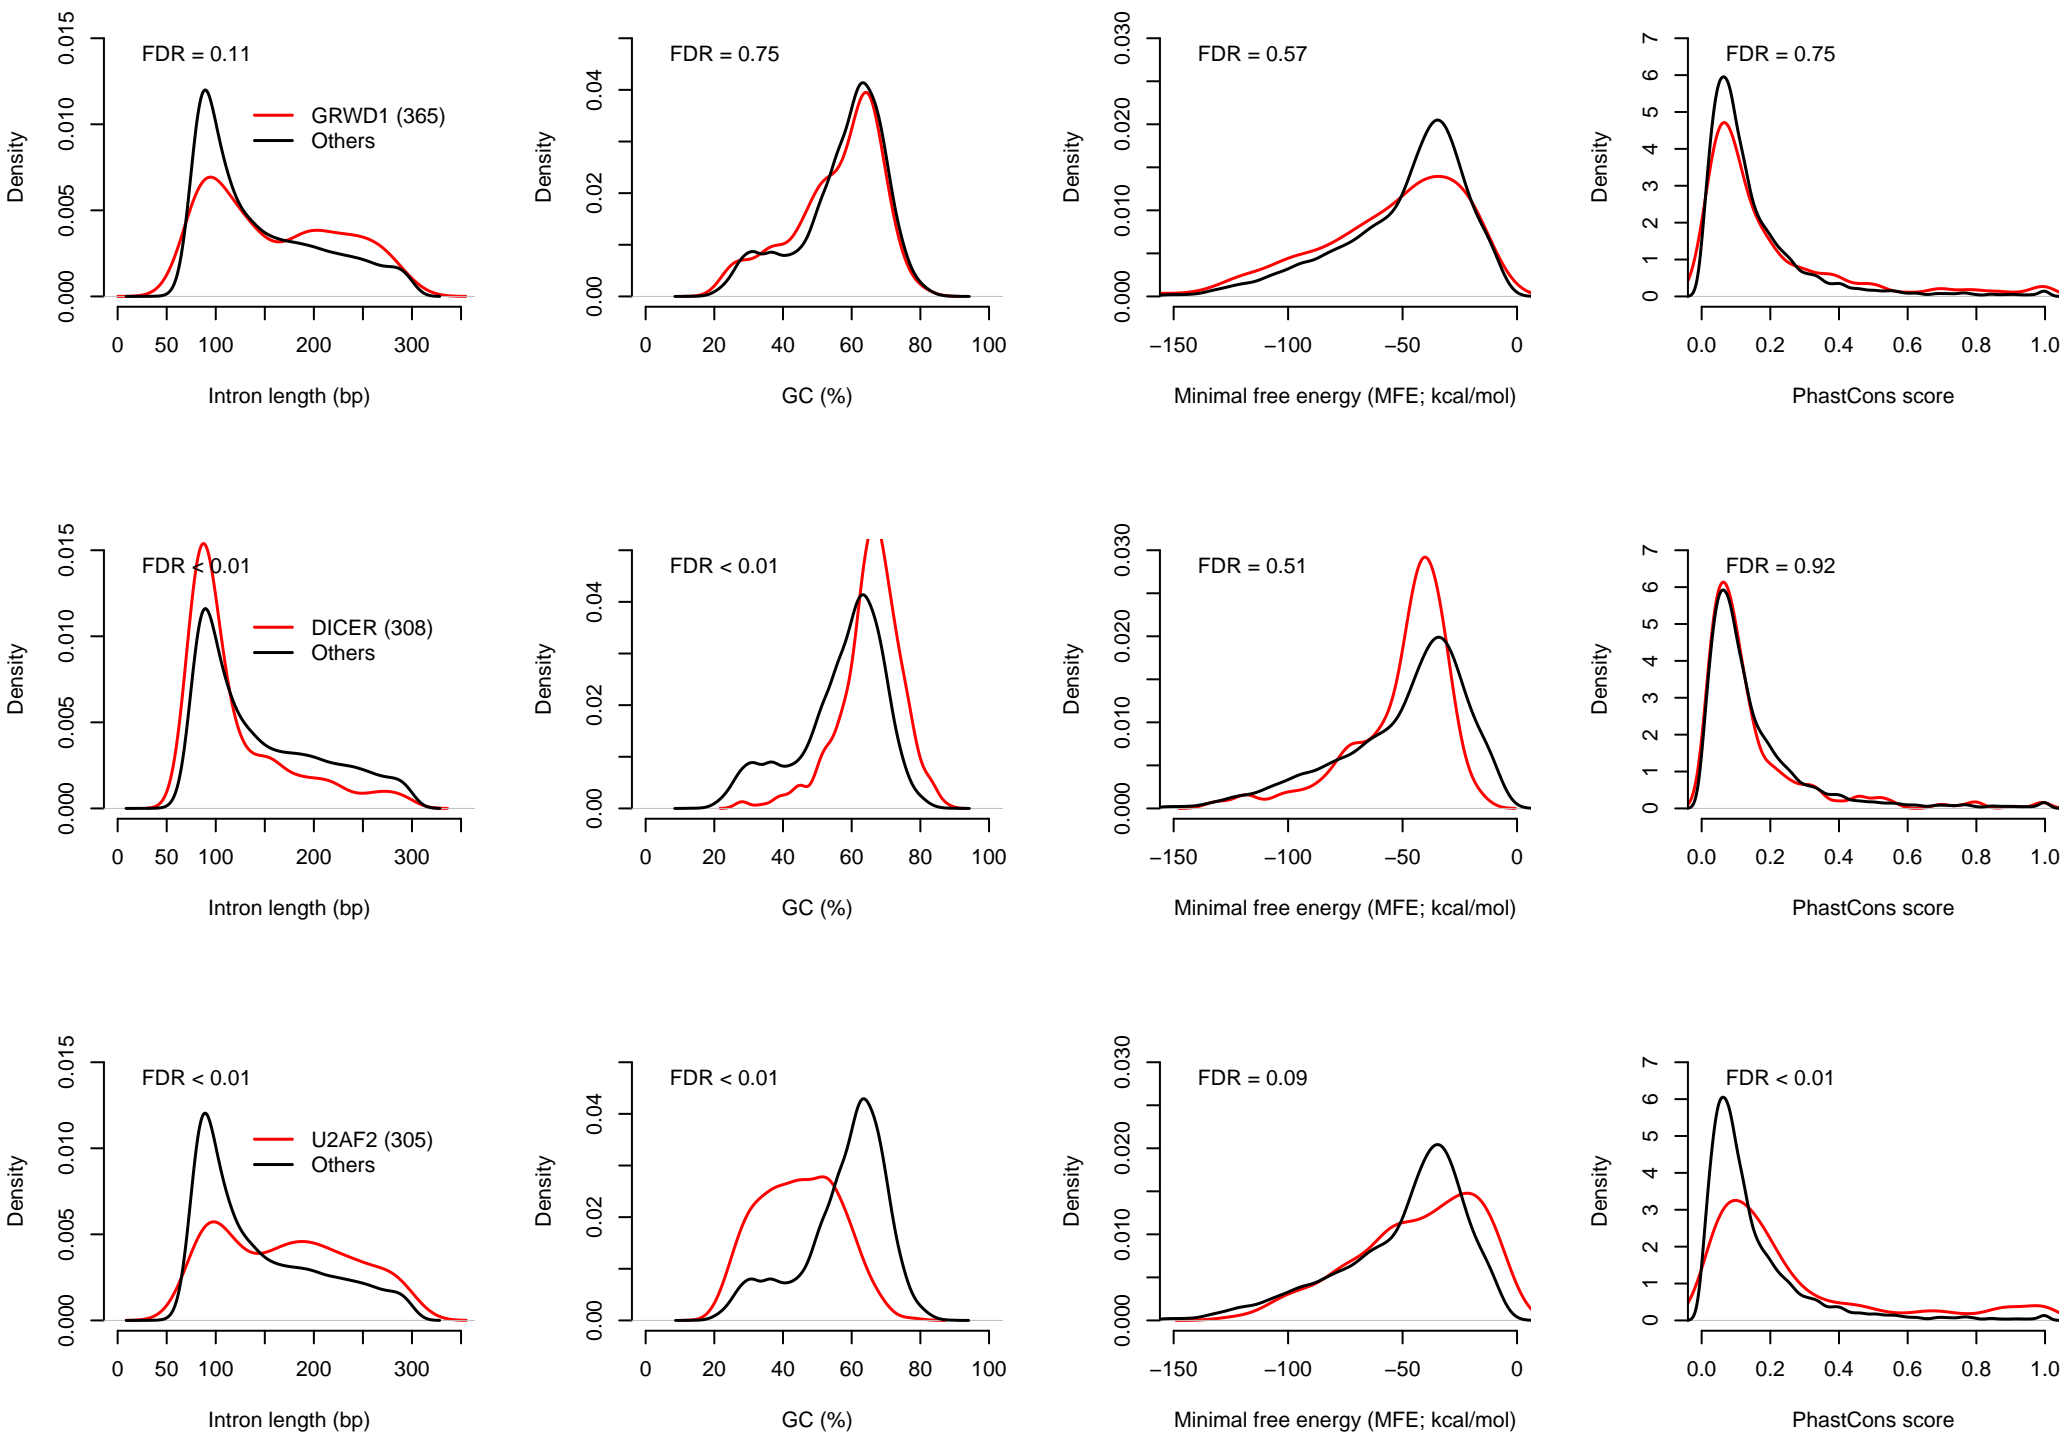 FDR = 0.11
GRWD1 (365)
Others
Density
0.000 0.005 0.010 0.015
0 50 100 200 300
Intron length (bp)
FDR = 0.75
Density
0.00 0.02 0.04
0 20 40 60 80 100
GC (%)
FDR = 0.57
Density
0.000 0.010 0.020 0.030
−150 −100 −50 0
Minimal free energy (MFE; kcal/mol)
FDR = 0.75
Density
0 1 2 3 4 5 6 7
0.0 0.2 0.4 0.6 0.8 1.0
PhastCons score
FDR < 0.01
DICER (308)
Others
Density
0.000 0.005 0.010 0.015
0 50 100 200 300
Intron length (bp)
FDR < 0.01
Density
0.00 0.02 0.04
0 20 40 60 80 100
GC (%)
FDR = 0.51
Density
0.000 0.010 0.020 0.030
−150 −100 −50 0
Minimal free energy (MFE; kcal/mol)
FDR = 0.92
Density
0 1 2 3 4 5 6 7
0.0 0.2 0.4 0.6 0.8 1.0
PhastCons score
FDR < 0.01
U2AF2 (305)
Others
Density
0.000 0.005 0.010 0.015
0 50 100 200 300
Intron length (bp)
FDR < 0.01
Density
0.00 0.02 0.04
0 20 40 60 80 100
GC (%)
FDR = 0.09
Density
0.000 0.010 0.020 0.030
−150 −100 −50 0
Minimal free energy (MFE; kcal/mol)
FDR < 0.01
Density
0 1 2 3 4 5 6 7
0.0 0.2 0.4 0.6 0.8 1.0
PhastCons score